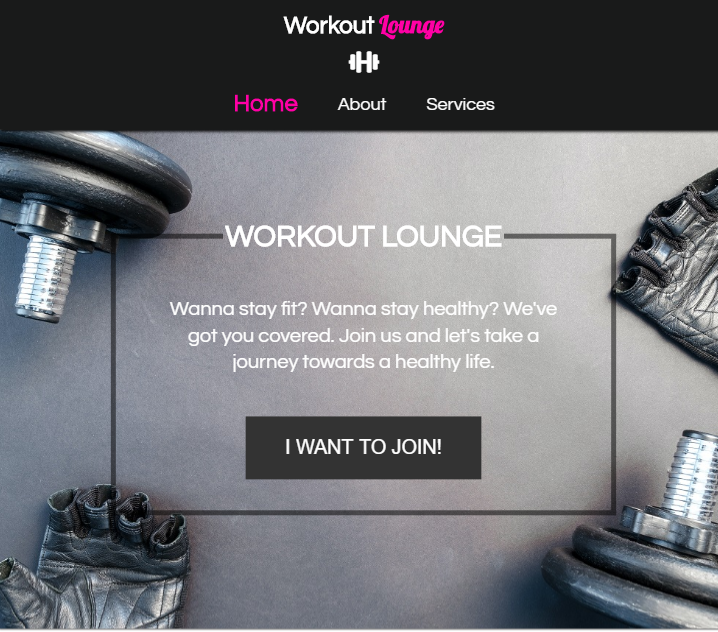 Workout Lounge
Home About Services
WORKOUT LOUNGE
Wanna stay fit? Wanna stay healthy? We've
got you covered. Join us and let's take a
journey towards a healthy life.
I WANT TO JOIN!